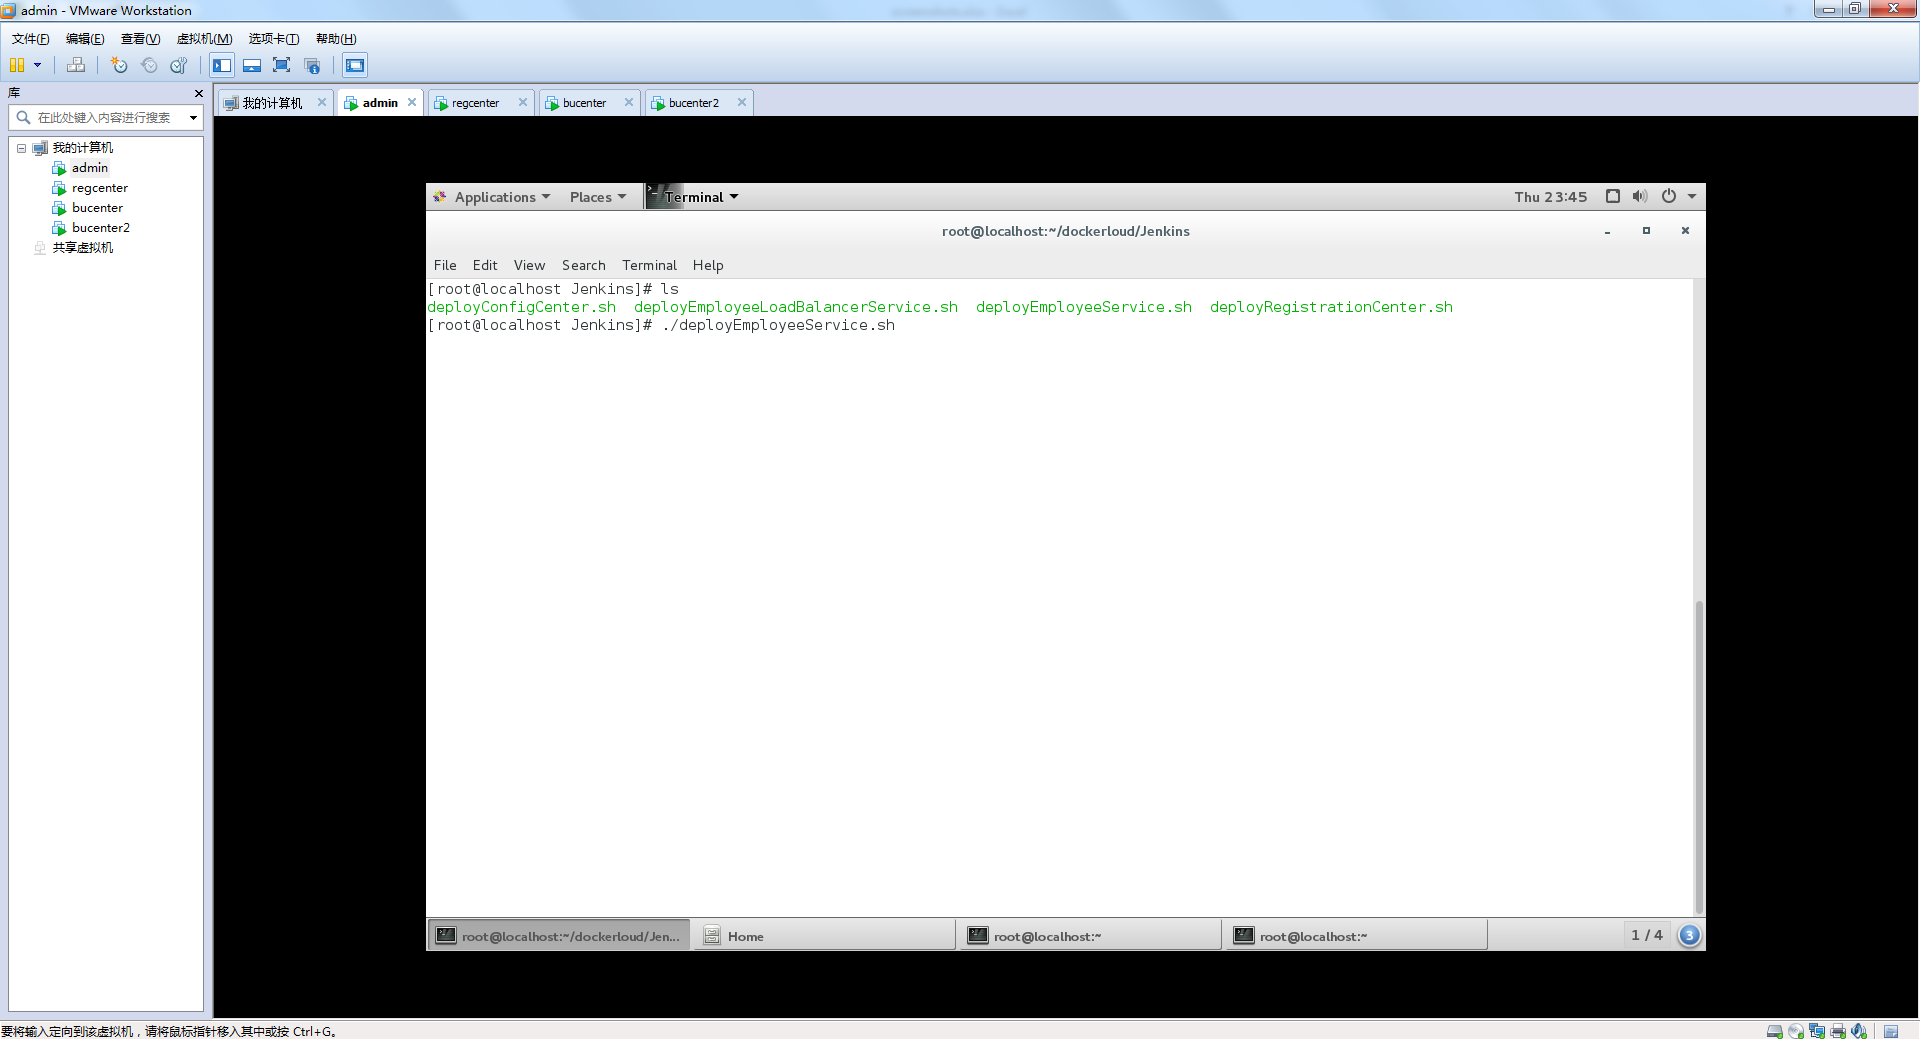 admin - VMware Workstation
文件(F) 编辑(E) 查看(V) 虚拟机(M) 选项卡(T) 帮助(H)
库
在此处键入内容进行搜索
我的计算机
admin
regcenter
bucenter
bucenter2
共享虚拟机
我的计算机 admin regcenter bucenter bucenter2
Applications Places Terminal Thu 23:45
root@localhost:~/dockerloud/Jenkins
File Edit View Search Terminal Help
[root@localhost Jenkins]# ls
deployConfigCenter.sh deployEmployeeLoadBalancerService.sh deployEmployeeService.sh deployRegistrationCenter.sh
[root@localhost Jenkins]# ./deployEmployeeService.sh
root@localhost:~/dockerloud/Jen... Home root@localhost:~ root@localhost:~ 1 / 4 3
要将输入定向到该虚拟机，请将鼠标指针移入其中或按 Ctrl+G。